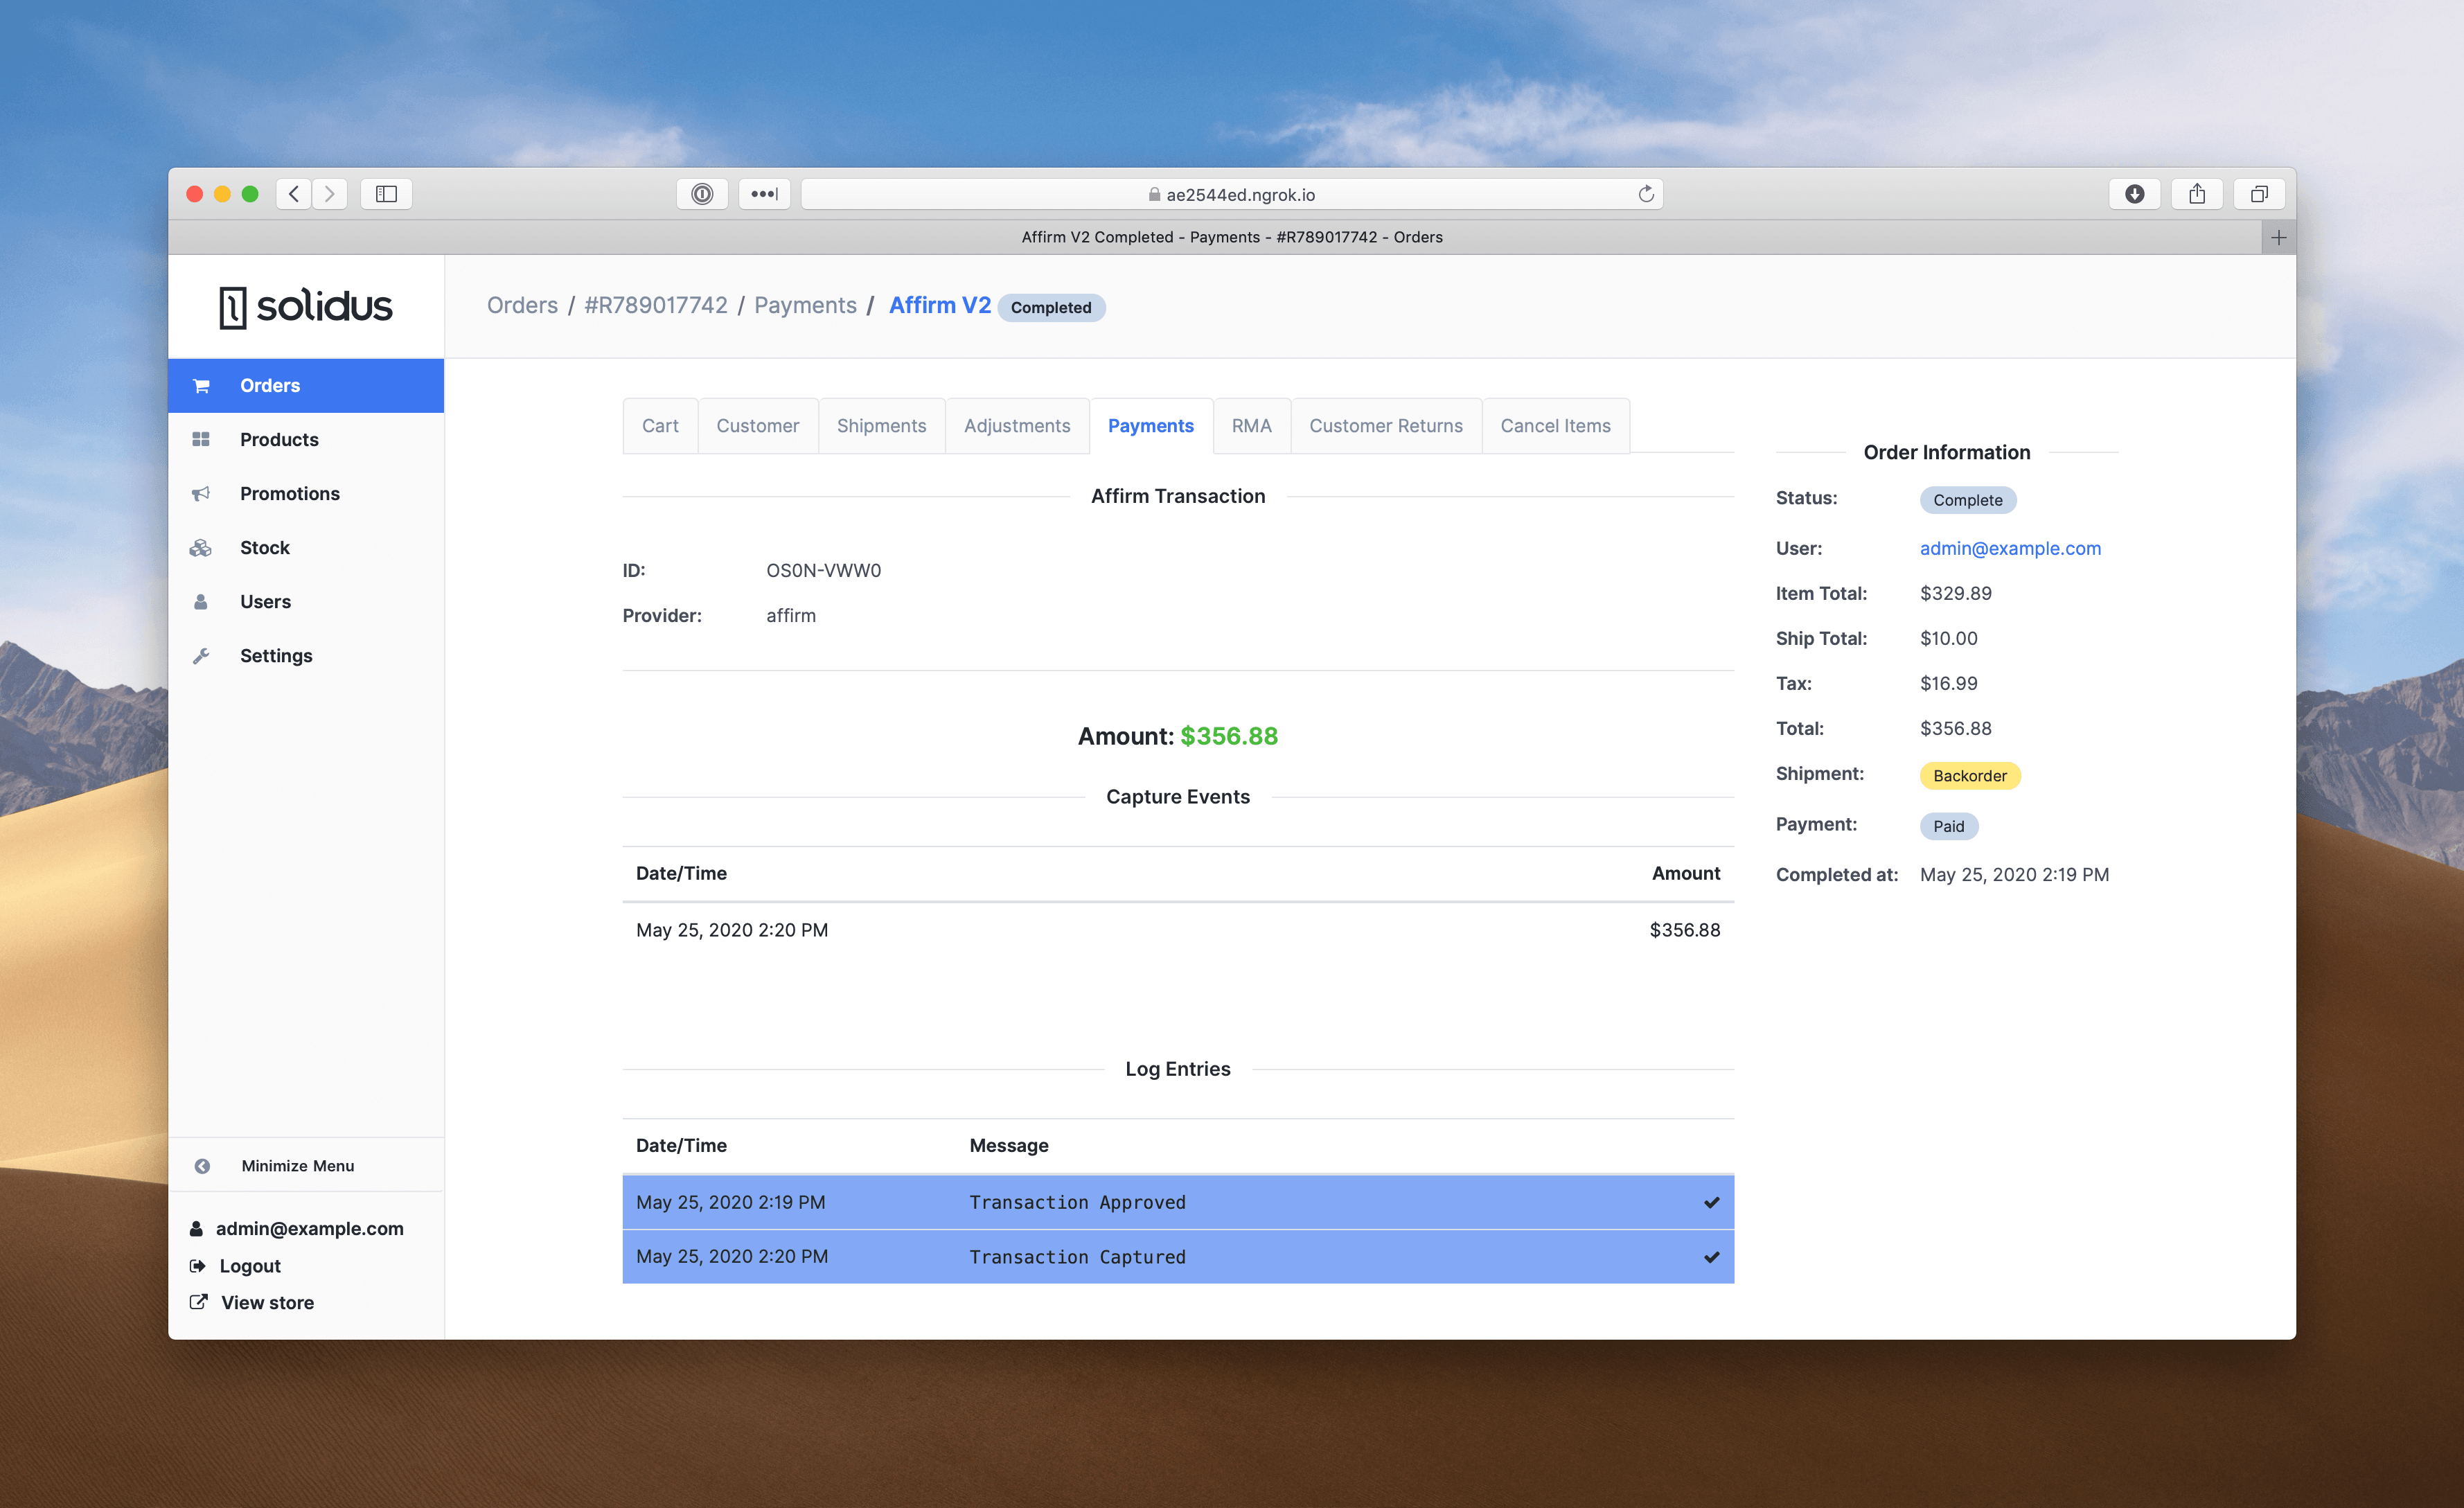 ae2544ed.ngrok.io
Affirm V2 Completed - Payments - #R789017742 - Orders
solidus
Orders / #R789017742 / Payments / Affirm V2 Completed
Orders
Products
Promotions
Stock
Users
Settings
Minimize Menu
admin@example.com
Logout
View store
Cart Customer Shipments Adjustments Payments RMA Customer Returns Cancel Items
Affirm Transaction
ID: OS0N-VWW0
Provider: affirm
Amount: $356.88
Capture Events
Date/Time Amount
May 25, 2020 2:20 PM $356.88
Log Entries
Date/Time Message
May 25, 2020 2:19 PM Transaction Approved
May 25, 2020 2:20 PM Transaction Captured
Order Information
Status: Complete
User: admin@example.com
Item Total: $329.89
Ship Total: $10.00
Tax: $16.99
Total: $356.88
Shipment: Backorder
Payment: Paid
Completed at: May 25, 2020 2:19 PM